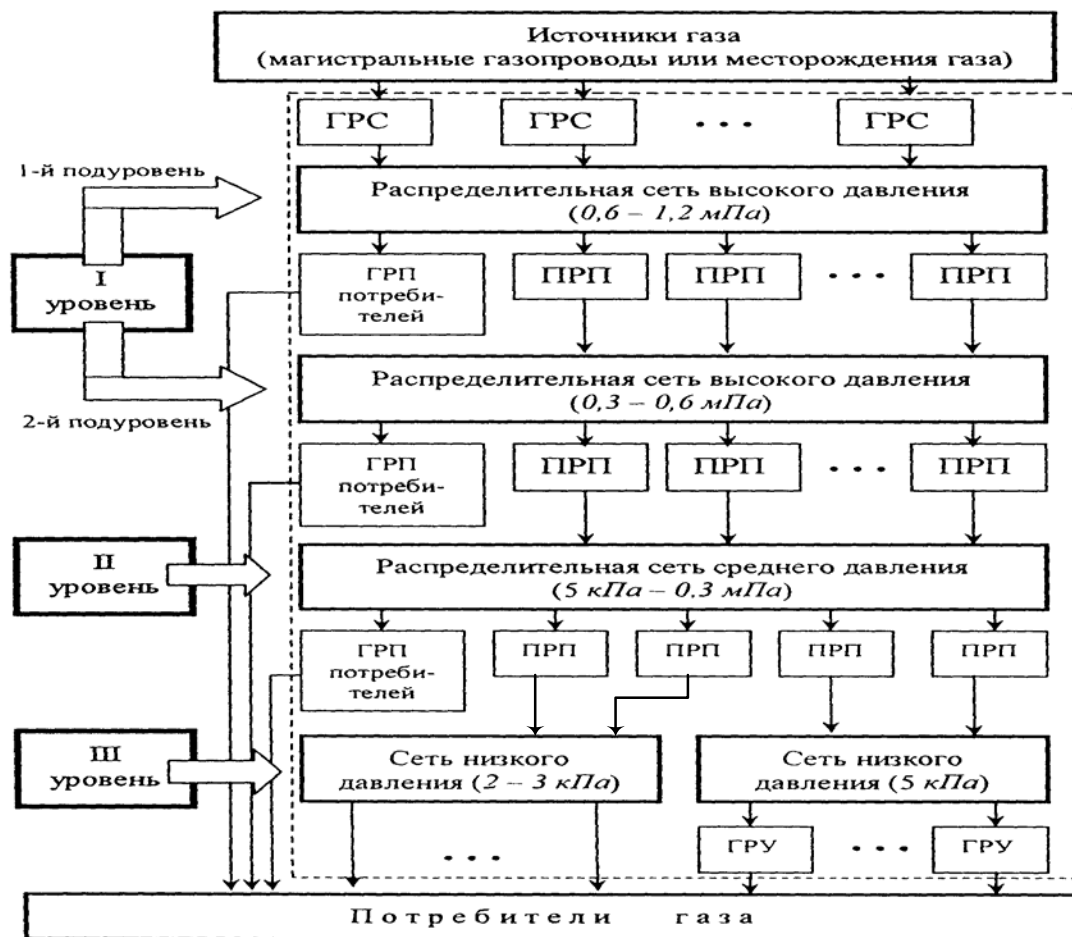 Источники газа
(магистральные газопроводы или месторождения газа)
ГРС ГРС • • • ГРС
1-й подуровень
Распределительная сеть высокого давления
(0,6 – 1,2 мПа)
I
уровень
ГРП
потреби-
телей
ПРП ПРП • • • ПРП
Распределительная сеть высокого давления
(0,3 – 0,6 мПа)
2-й подуровень
ГРП
потреби-
телей
ПРП ПРП • • • ПРП
II
уровень
Распределительная сеть среднего давления
(5 кПа – 0,3 мПа)
ГРП
потреби-
телей
ПРП ПРП ПРП ПРП
III
уровень
Сеть низкого
давления (2 – 3 кПа)
Сеть низкого
давления (5 кПа)
• • •
ГРУ • • • ГРУ
Потребители газа